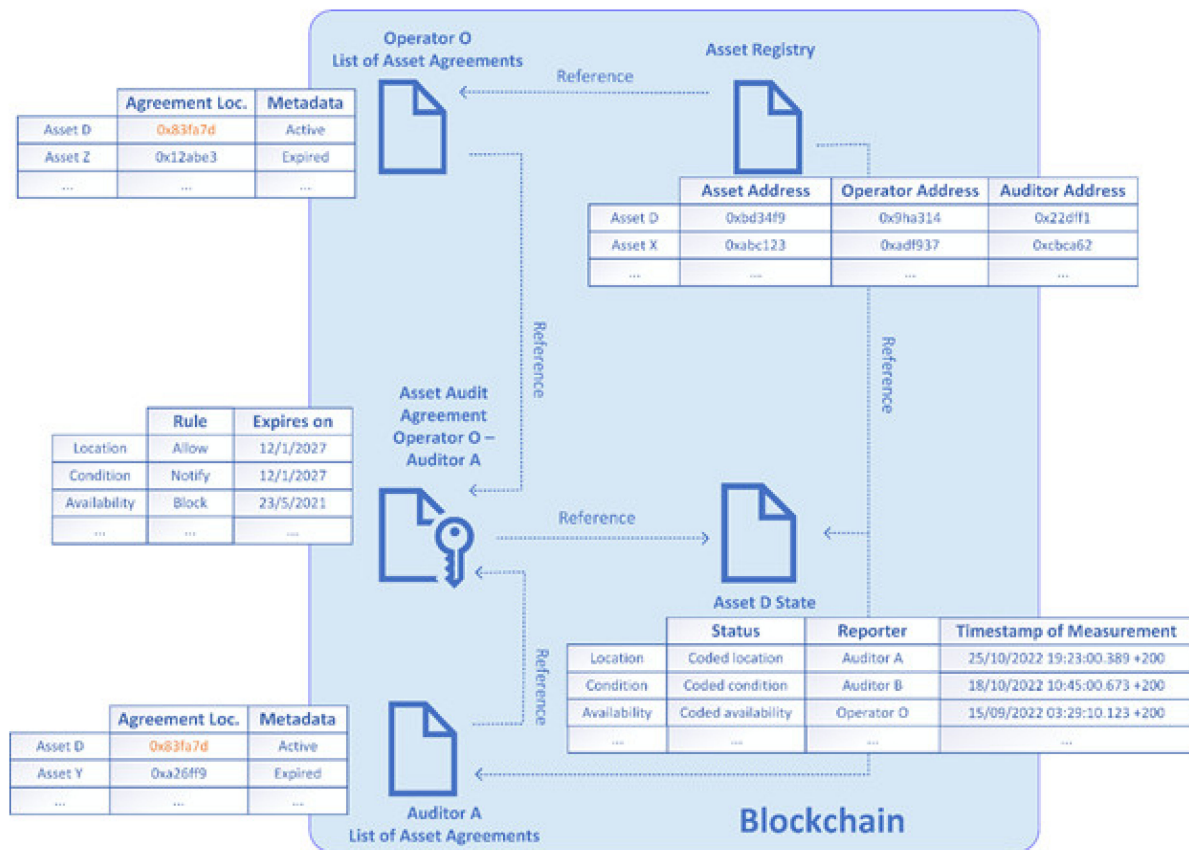 Operator O
List of Asset Agreements
Asset Registry
Reference
Agreement Loc. Metadata
Asset D 0x83fa7d Active
Asset Z 0x12abe3 Expired
... ... ...
Asset Address Operator Address Auditor Address
Asset D 0xbd34f9 0x9ha314 0x22dff1
Asset X 0xabc123 0xadf937 0xcbca62
... ... ... ...
Reference
Reference
Asset Audit
Agreement
Operator O –
Auditor A
Rule Expires on
Location Allow 12/1/2027
Condition Notify 12/1/2027
Availability Block 23/5/2021
... ... ...
Reference
Asset D State
Status Reporter Timestamp of Measurement
Location Coded location Auditor A 25/10/2022 19:23:00.389 +200
Condition Coded condition Auditor B 18/10/2022 10:45:00.673 +200
Availability Coded availability Operator O 15/09/2022 03:29:10.123 +200
... ... ... ...
Reference
Agreement Loc. Metadata
Asset D 0x83fa7d Active
Asset Y 0xa26ff9 Expired
... ... ...
Auditor A
List of Asset Agreements
Blockchain